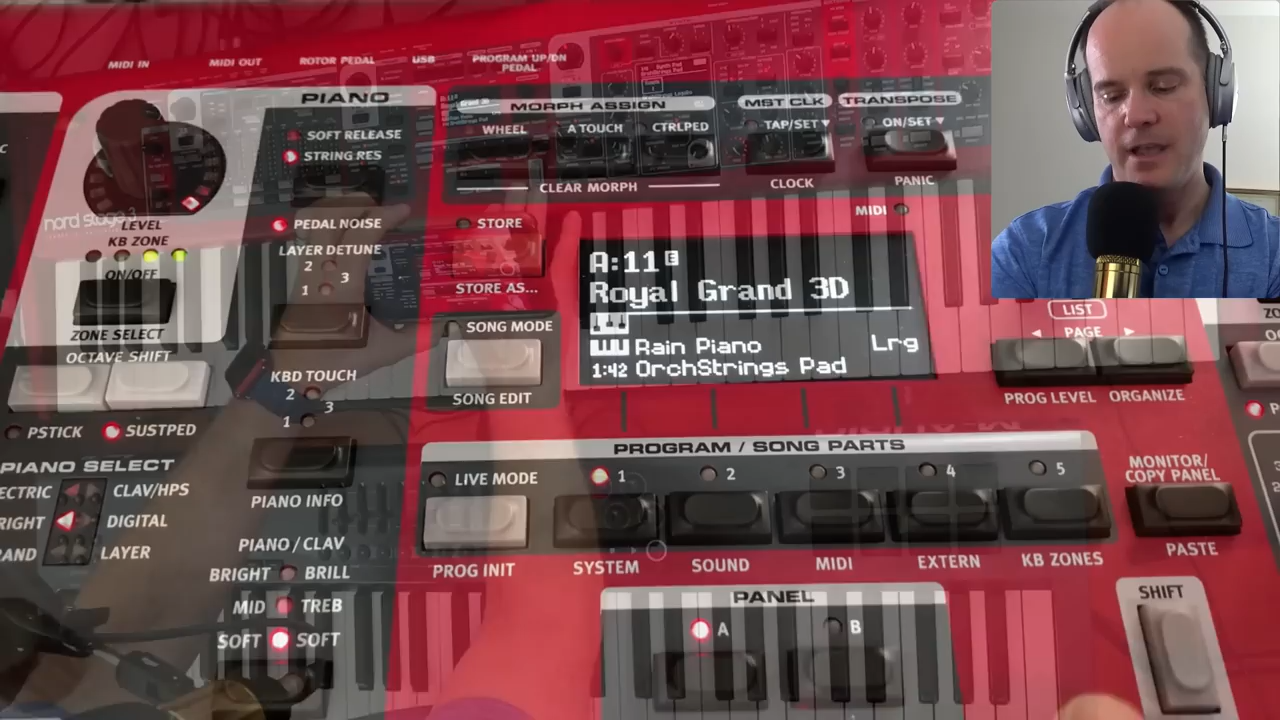 MIDI IN
MIDI OUT
ROTOR PEDAL
USB
PROGRAM UP/DN
PEDAL
PIANO
MORPH ASSIGN
MST CLK
TRANSPOSE
SOFT RELEASE
STRING RES
WHEEL
A TOUCH
CTRLPED
TAP/SET ▼
ON/SET ▼
CLEAR MORPH
CLOCK
PANIC
nord stage 3
LEVEL
KB ZONE
PEDAL NOISE
STORE
MIDI
LAYER DETUNE
2
3
1
ON/OFF
STORE AS...
A:11 E
Royal Grand 3D
Rain Piano
Lrg
1:42 OrchStrings Pad
ZONE SELECT
OCTAVE SHIFT
SONG MODE
SONG EDIT
LIST
◄ PAGE ►
PROG LEVEL
ORGANIZE
KBD TOUCH
2
3
1
PSTICK
SUSTPED
PIANO SELECT
CLAV/HPS
DIGITAL
LAYER
PIANO INFO
PROGRAM / SONG PARTS
LIVE MODE
1
2
3
4
5
MONITOR/
COPY PANEL
PROG INIT
SYSTEM
SOUND
MIDI
EXTERN
KB ZONES
PASTE
PIANO / CLAV
BRIGHT
BRILL
MID
TREB
SOFT
SOFT
PANEL
A
B
SHIFT